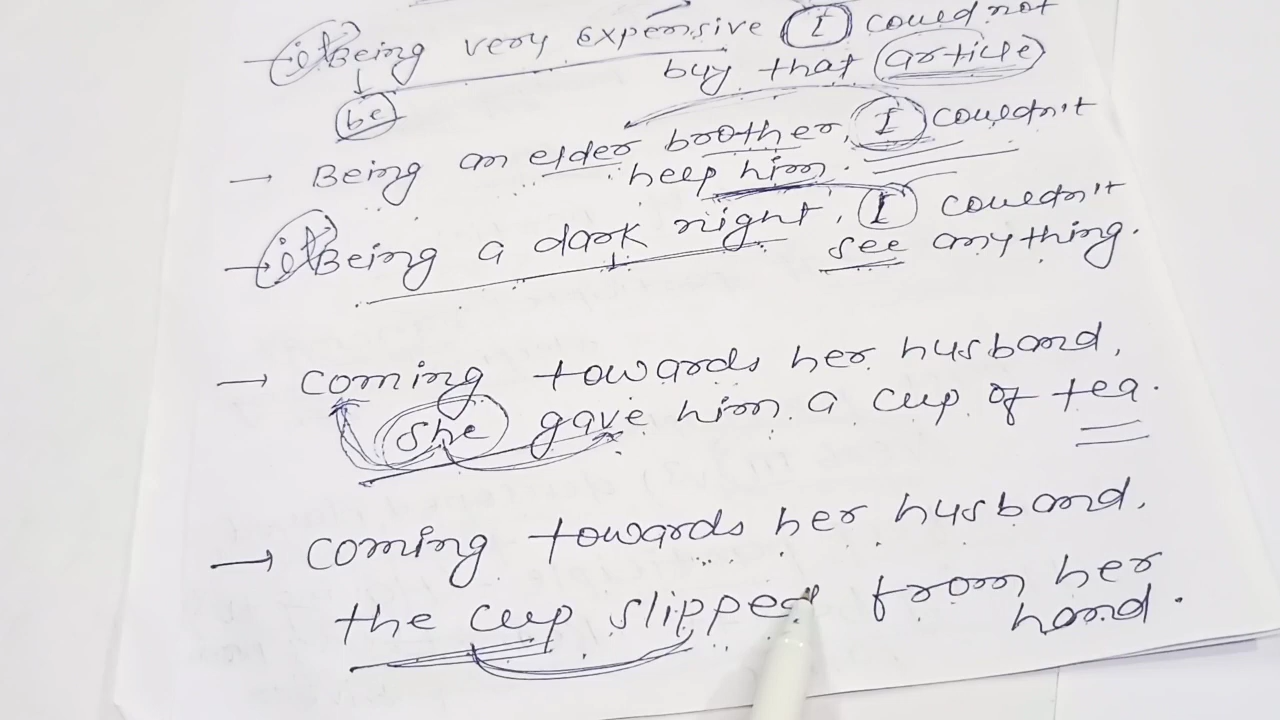 → it Being very expensive I could not
buy that article
be
→ Being an elder brother, I couldn't
help him.
→ it Being a dark night, I couldn't
see anything.
→ Coming towards her husband,
she gave him a cup of tea.
→ Coming towards her husband,
the cup slipped from her
hand.